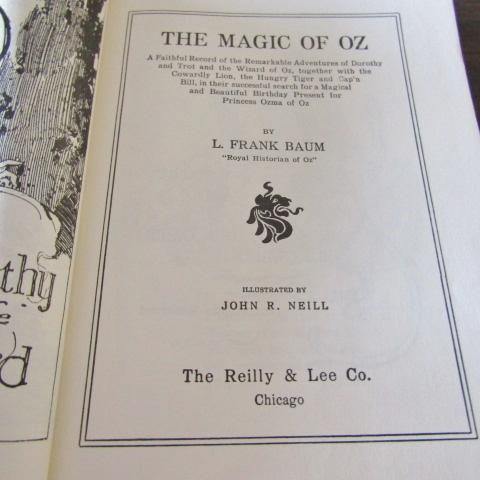 THE MAGIC OF OZ
A Faithful Record of the Remarkable Adventures of Dorothy
and Trot and the Wizard of Oz, together with the
Cowardly Lion, the Hungry Tiger and Cap'n
Bill, in their successful search for a Magical
and Beautiful Birthday Present for
Princess Ozma of Oz
BY
L. FRANK BAUM
"Royal Historian of Oz"
ILLUSTRATED BY
JOHN R. NEILL
The Reilly & Lee Co.
Chicago